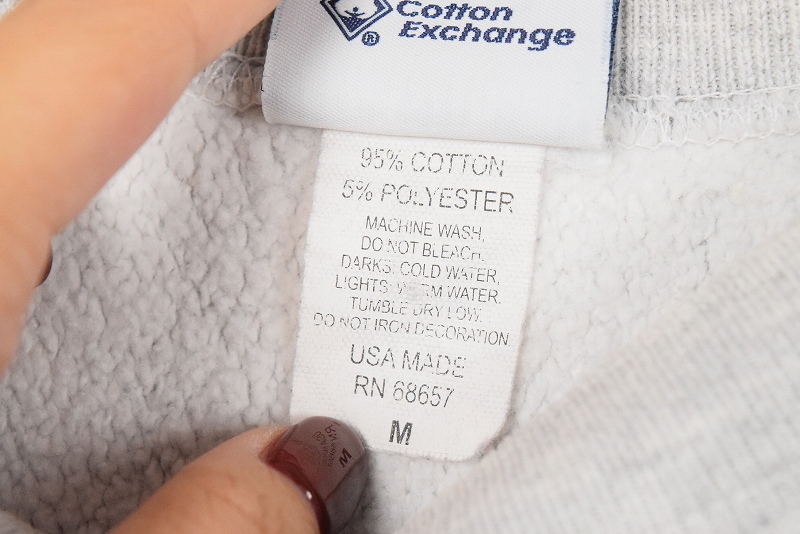 Cotton
Exchange
®
95% COTTON
5% POLYESTER
MACHINE WASH,
DO NOT BLEACH.
DARKS: COLD WATER,
LIGHTS: WARM WATER.
TUMBLE DRY LOW.
DO NOT IRON DECORATION
USA MADE
RN 68657
M